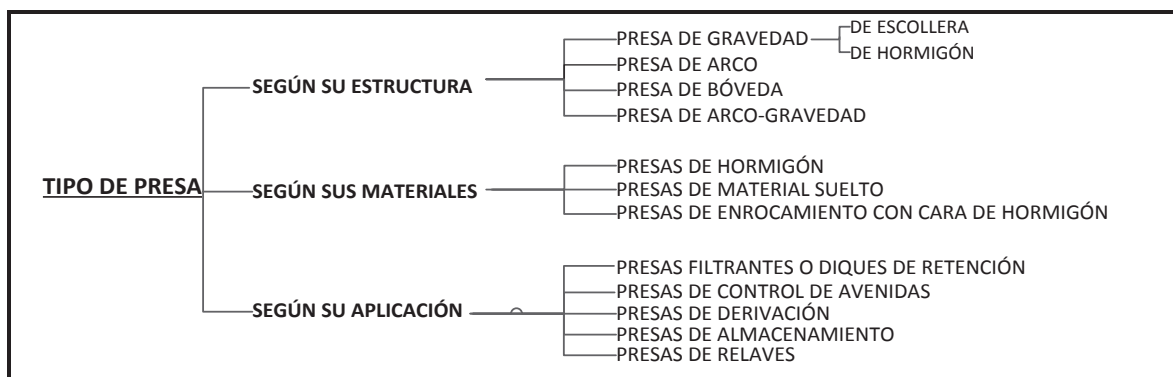 TIPO DE PRESA
SEGÚN SU ESTRUCTURA
PRESA DE GRAVEDAD
DE ESCOLLERA
DE HORMIGÓN
PRESA DE ARCO
PRESA DE BÓVEDA
PRESA DE ARCO-GRAVEDAD
SEGÚN SUS MATERIALES
PRESAS DE HORMIGÓN
PRESAS DE MATERIAL SUELTO
PRESAS DE ENROCAMIENTO CON CARA DE HORMIGÓN
SEGÚN SU APLICACIÓN
PRESAS FILTRANTES O DIQUES DE RETENCIÓN
PRESAS DE CONTROL DE AVENIDAS
PRESAS DE DERIVACIÓN
PRESAS DE ALMACENAMIENTO
PRESAS DE RELAVES